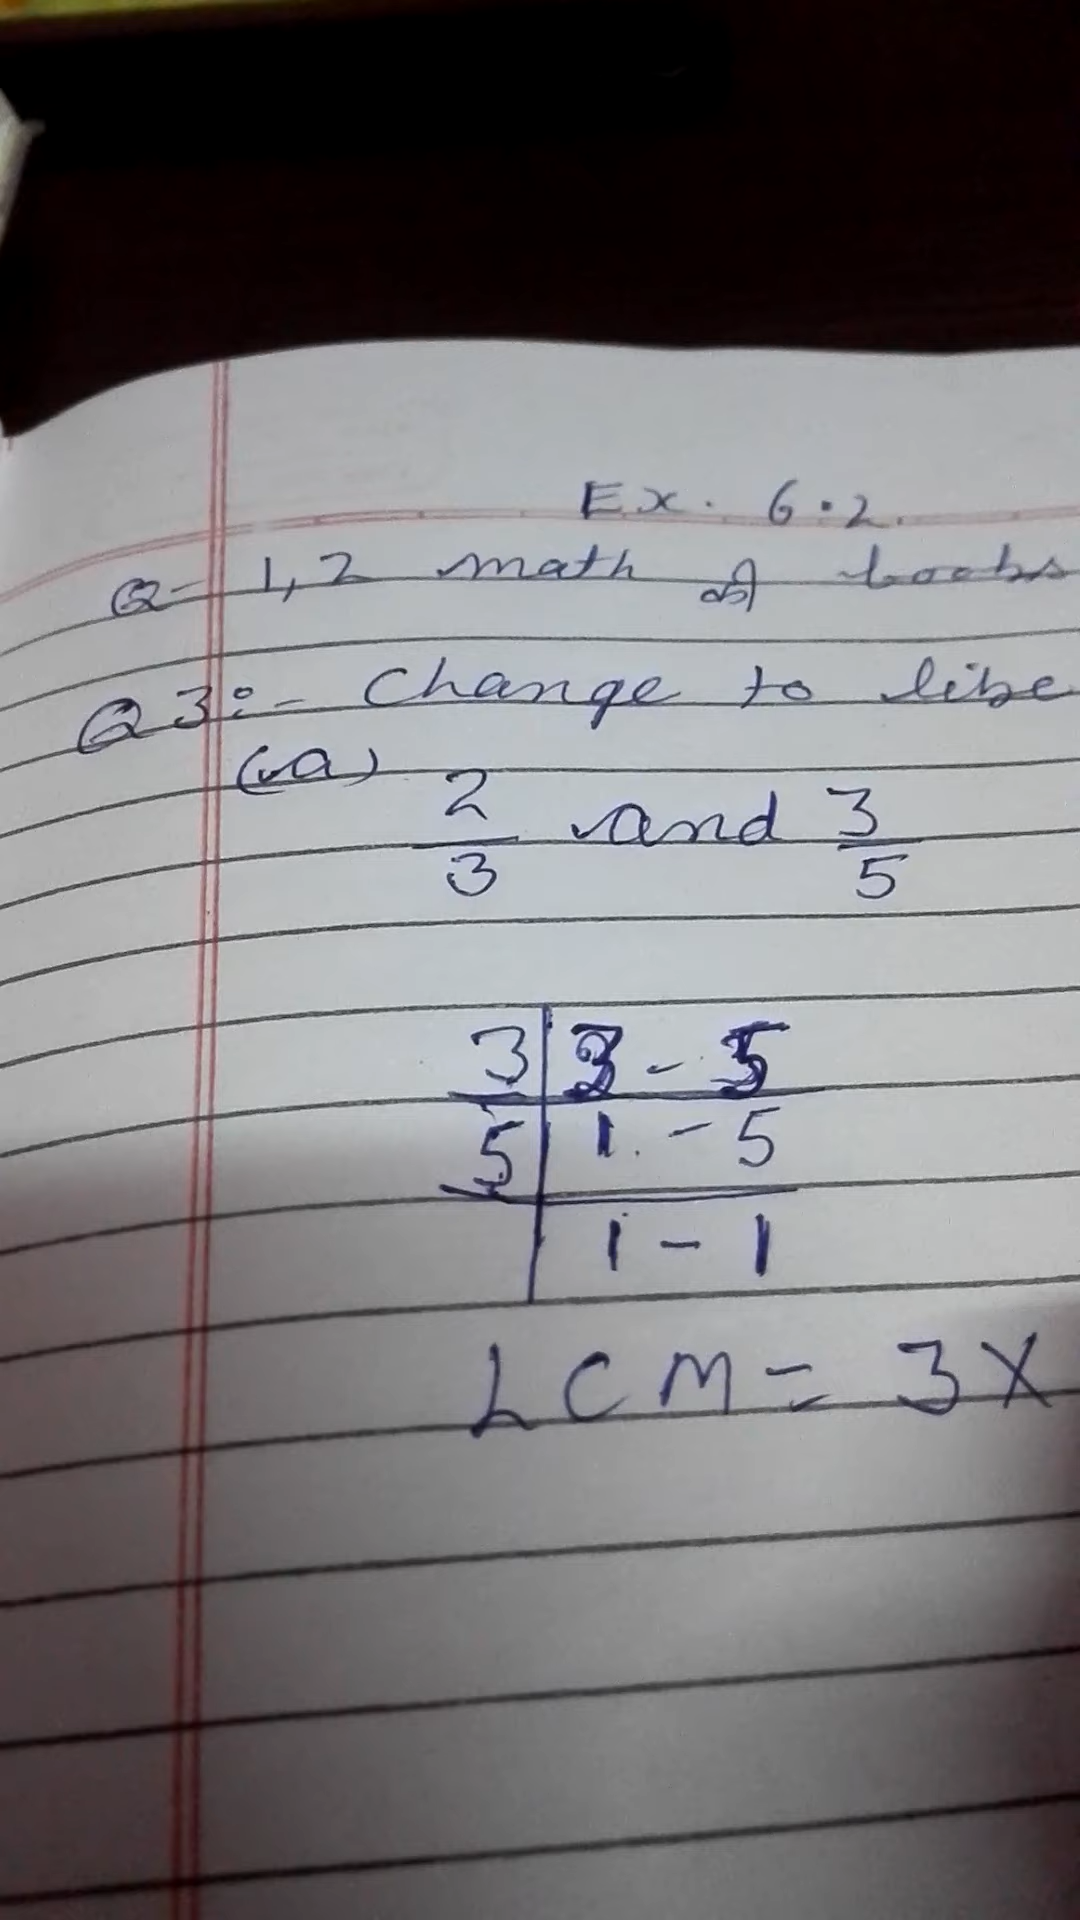 Ex. 6.2.
Q- 1,2 math की books
Q3:- Change to like
(a)
2/3 and 3/5
3 | 3 - 5
5 | 1 - 5
| 1 - 1
LCM = 3 X